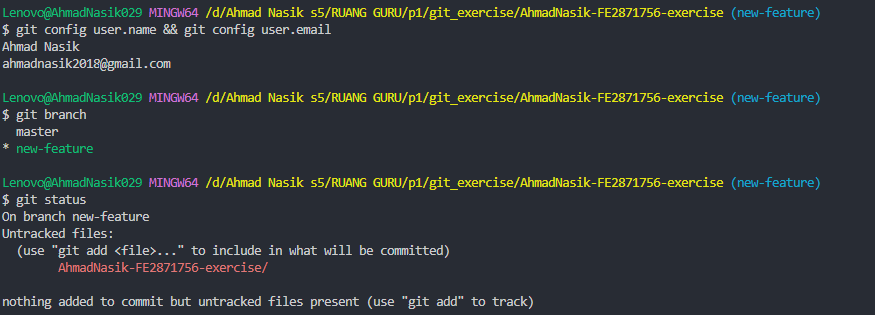 Lenovo@AhmadNasik029 MINGW64 /d/Ahmad Nasik s5/RUANG GURU/p1/git_exercise/AhmadNasik-FE2871756-exercise (new-feature)
$ git config user.name && git config user.email
Ahmad Nasik
ahmadnasik2018@gmail.com
Lenovo@AhmadNasik029 MINGW64 /d/Ahmad Nasik s5/RUANG GURU/p1/git_exercise/AhmadNasik-FE2871756-exercise (new-feature)
$ git branch
  master
* new-feature
Lenovo@AhmadNasik029 MINGW64 /d/Ahmad Nasik s5/RUANG GURU/p1/git_exercise/AhmadNasik-FE2871756-exercise (new-feature)
$ git status
On branch new-feature
Untracked files:
  (use "git add <file>..." to include in what will be committed)
        AhmadNasik-FE2871756-exercise/
nothing added to commit but untracked files present (use "git add" to track)